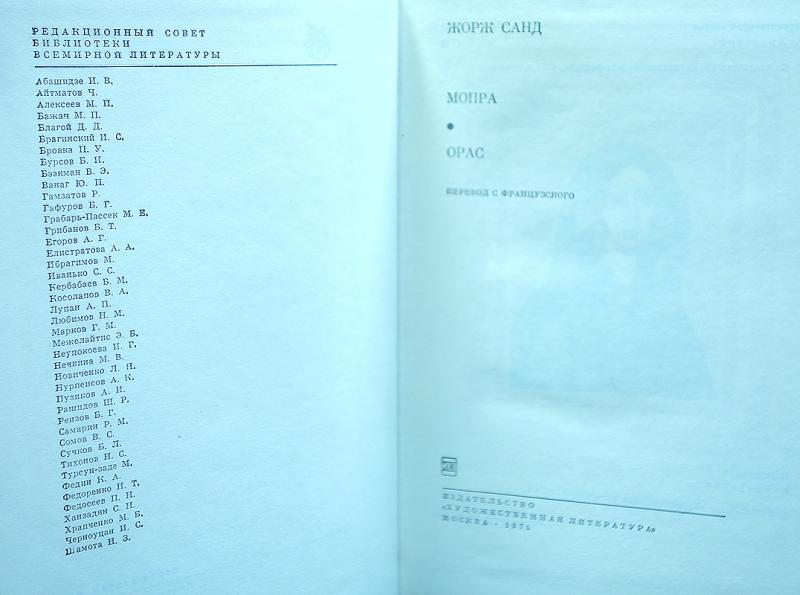 РЕДАКЦИОННЫЙ СОВЕТ
БИБЛИОТЕКИ
ВСЕМИРНОЙ ЛИТЕРАТУРЫ
Абашидзе И. В.
Айтматов Ч.
Алексеев М. П.
Бажан М. П.
Благой Д. Д.
Брагинский И. С.
Бровка П. У.
Бурсов Б. И.
Бээкман В. Э.
Ванаг Ю. П.
Гамзатов Р.
Гафуров Б. Г.
Грабарь-Пассек М. Е.
Грибанов Б. Т.
Егоров А. Г.
Елистратова А. А.
Ибрагимов М.
Иванько С. С.
Кербабаев Б. М.
Косолапов В. А.
Лупан А. П.
Любимов Н. М.
Марков Г. М.
Межелайтис Э. Б.
Неупокоева И. Г.
Нечкина М. В.
Новиченко Л. Н.
Нурпеисов А. К.
Пузиков А. И.
Рашидов Ш. Р.
Реизов Б. Г.
Самарин Р. М.
Сомов В. С.
Сучков Б. Л.
Тихонов Н. С.
Турсун-заде М.
Федин К. А.
Федоренко Н. Т.
Федосеев П. Н.
Ханзадян С. Н.
Храпченко М. Б.
Черноуцан И. С.
Шамота Н. З.
ЖОРЖ САНД
МОПРА
•
ОРАС
ПЕРЕВОД С ФРАНЦУЗСКОГО
ИЗДАТЕЛЬСТВО
«ХУДОЖЕСТВЕННАЯ ЛИТЕРАТУРА»
МОСКВА · 1974